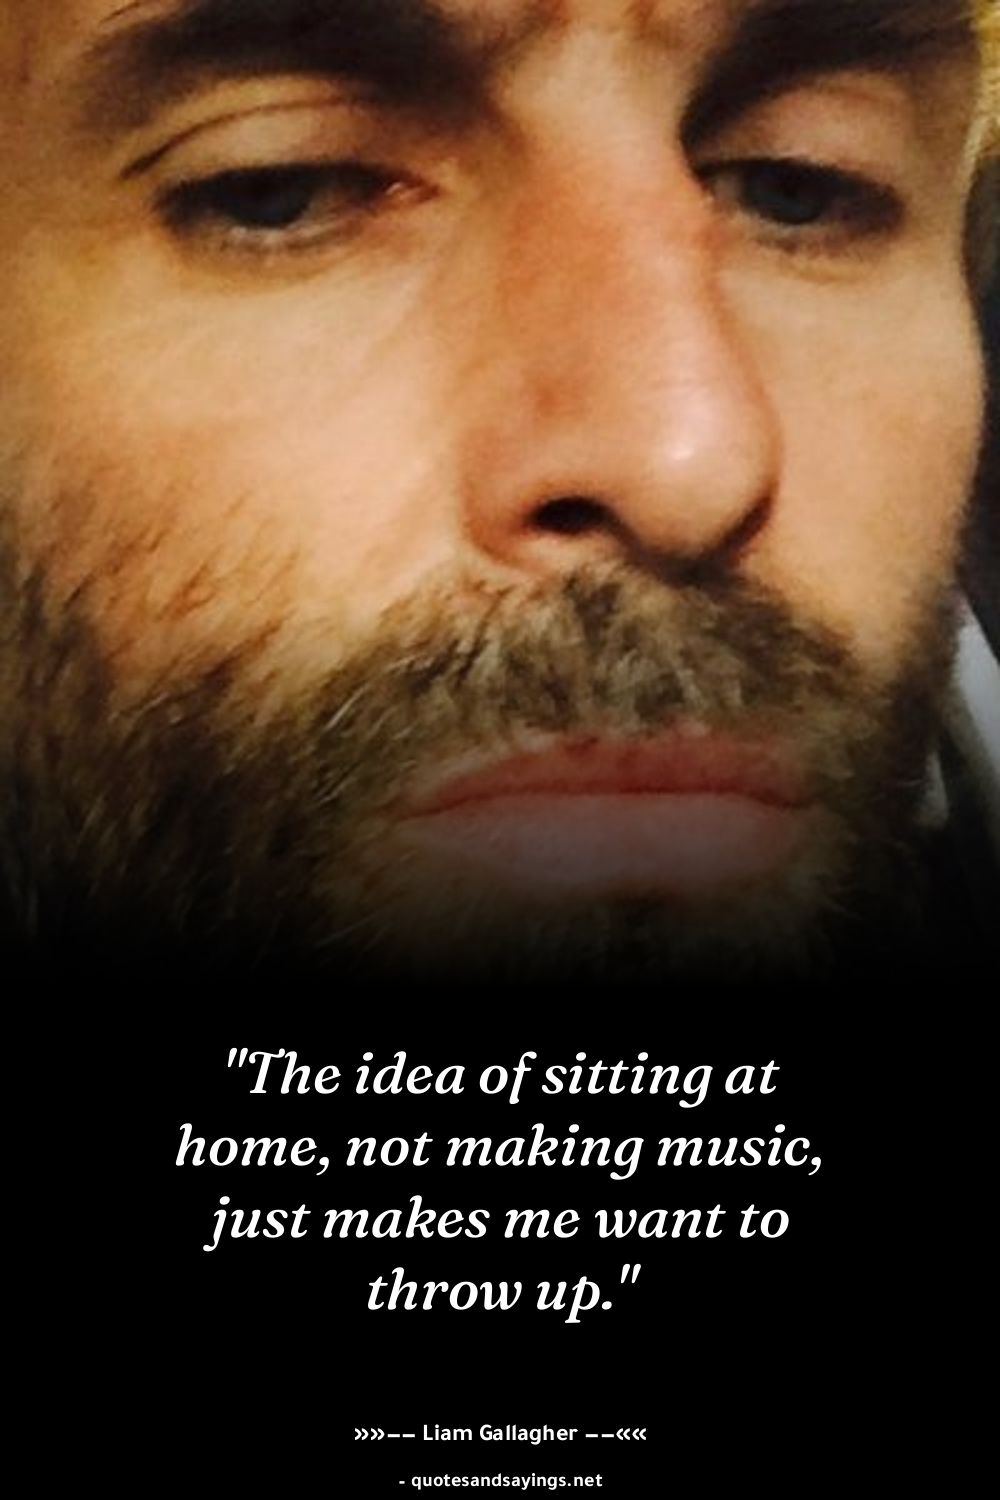 "The idea of sitting at
home, not making music,
just makes me want to
throw up."
»»−− Liam Gallagher −−««
- quotesandsayings.net